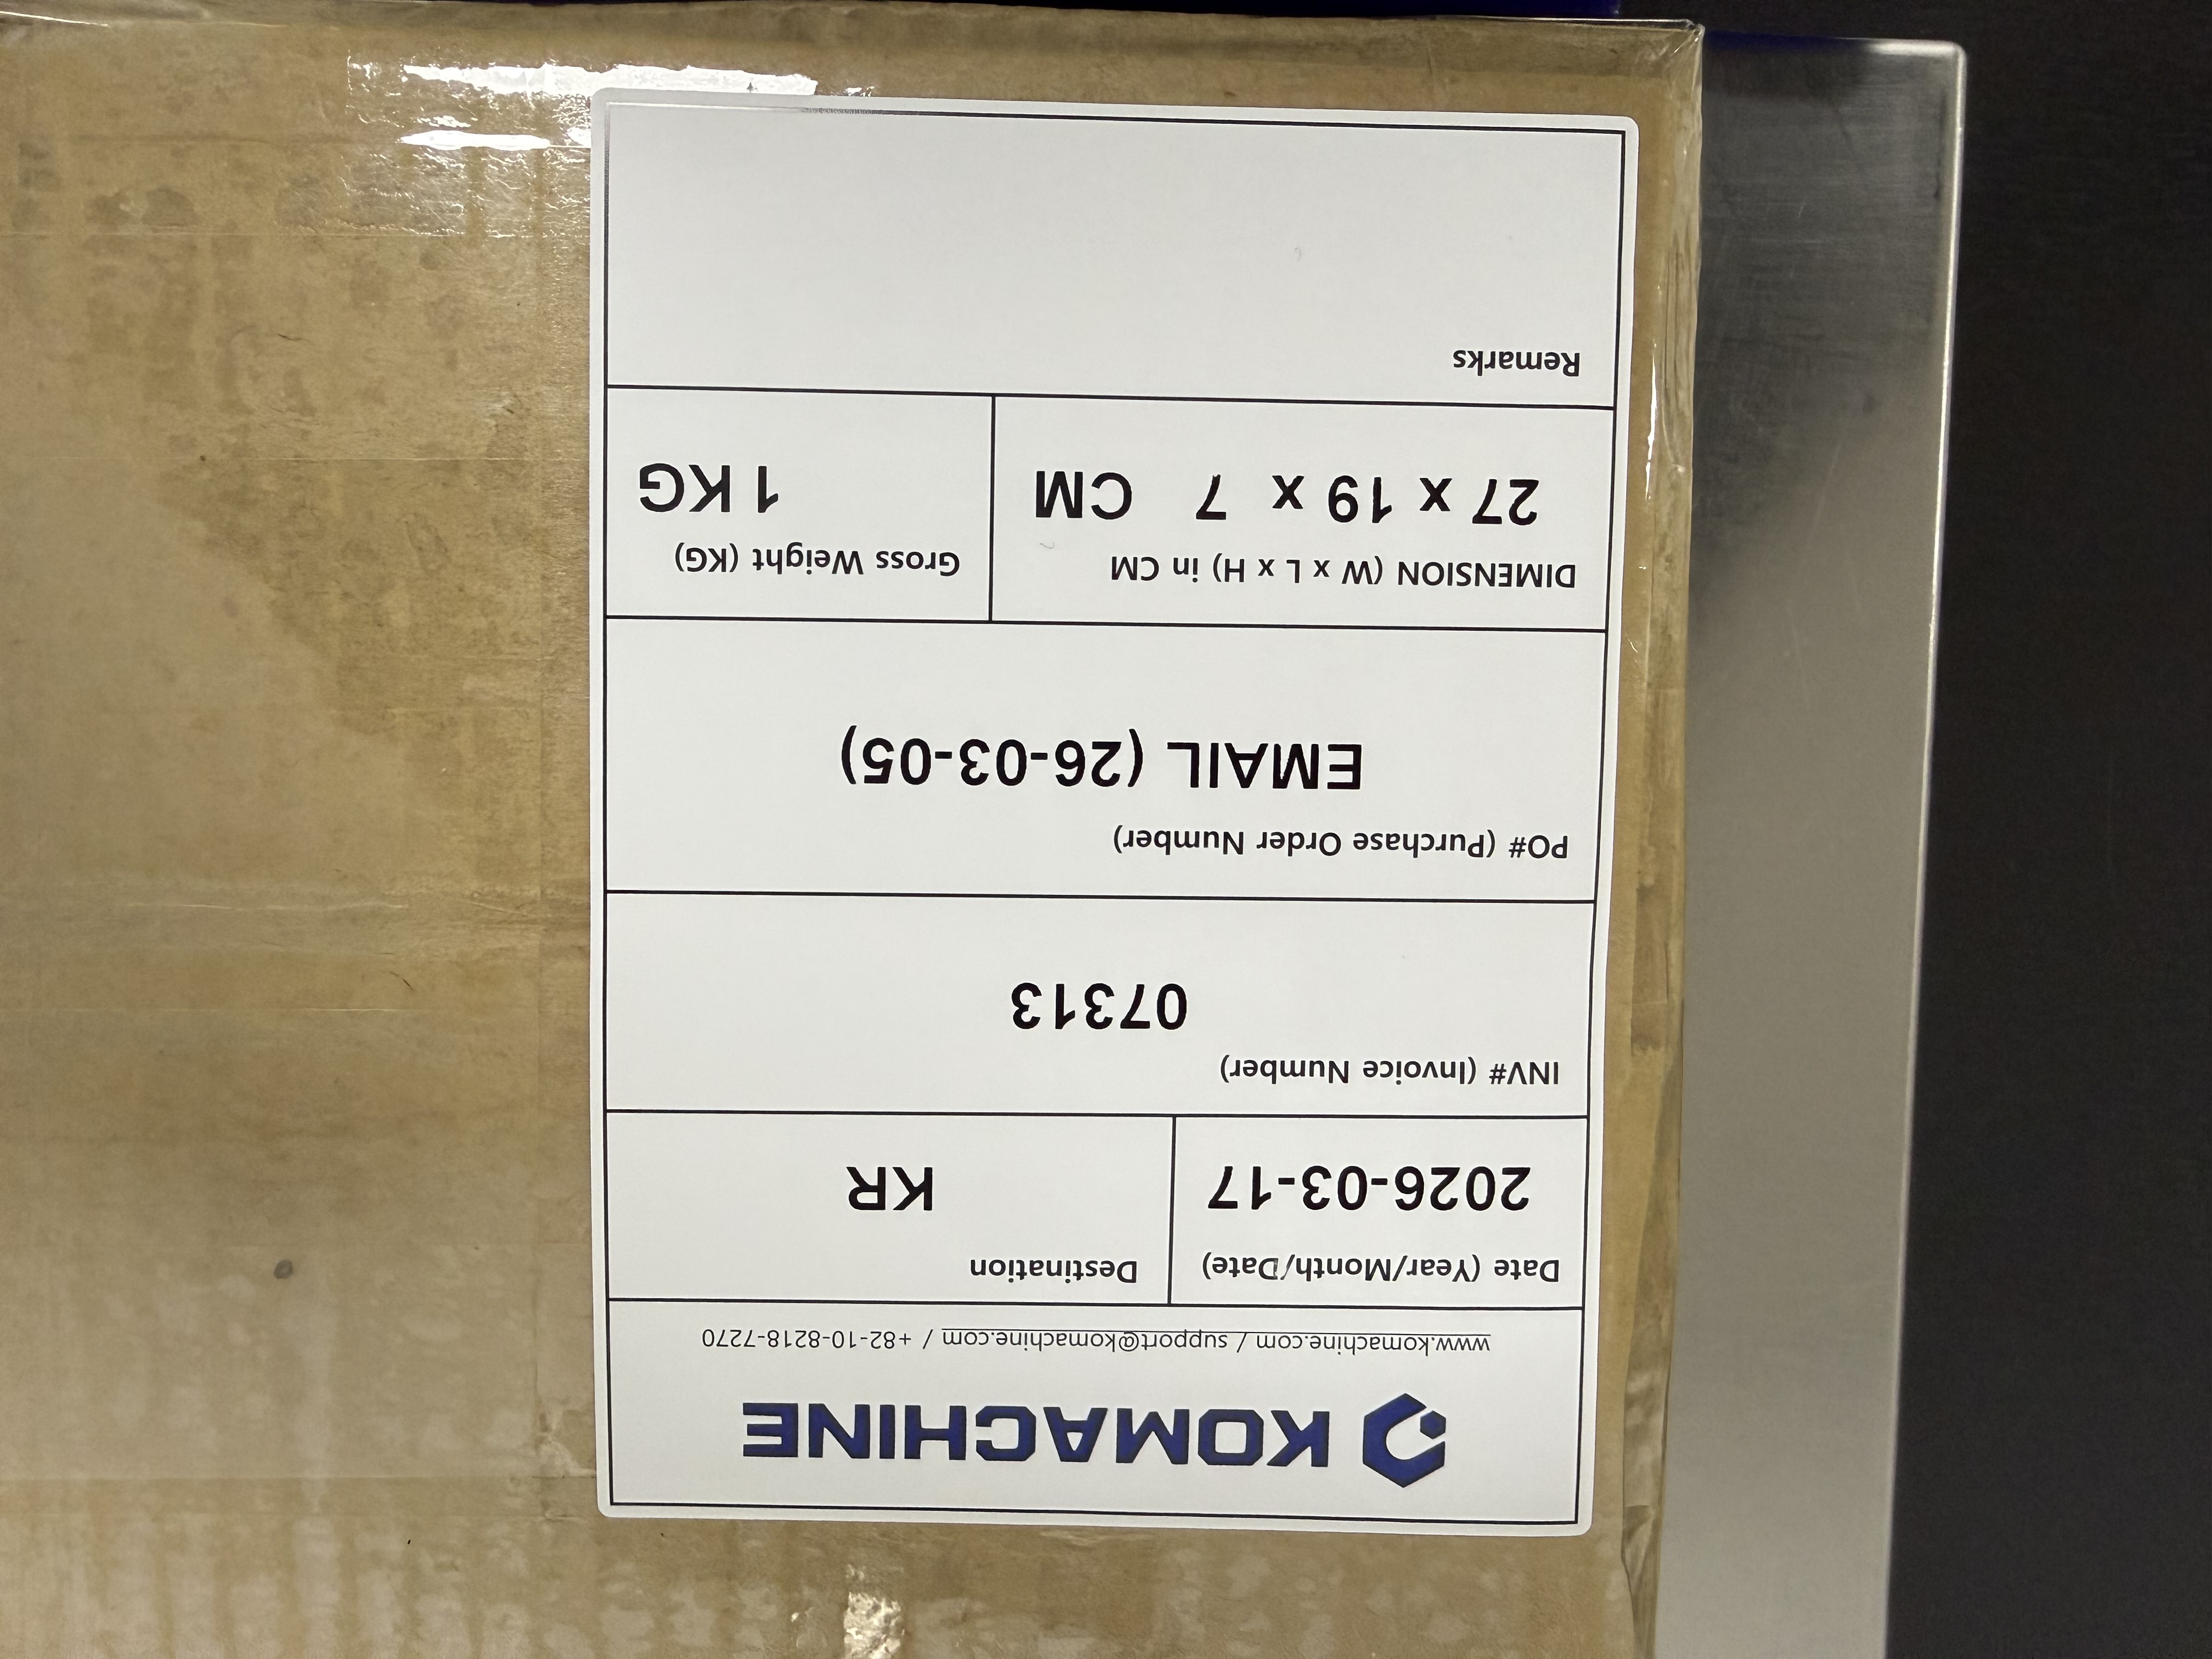 KOMACHINE
www.komachine.com / support@komachine.com / +82-10-8218-7270
Date (Year/Month/Date)
2026-03-17
Destination
KR
INV# (Invoice Number)
07313
PO# (Purchase Order Number)
EMAIL (26-03-05)
DIMENSION (W x L x H) in CM
27 x 19 x 7 CM
Gross Weight (KG)
1 KG
Remarks